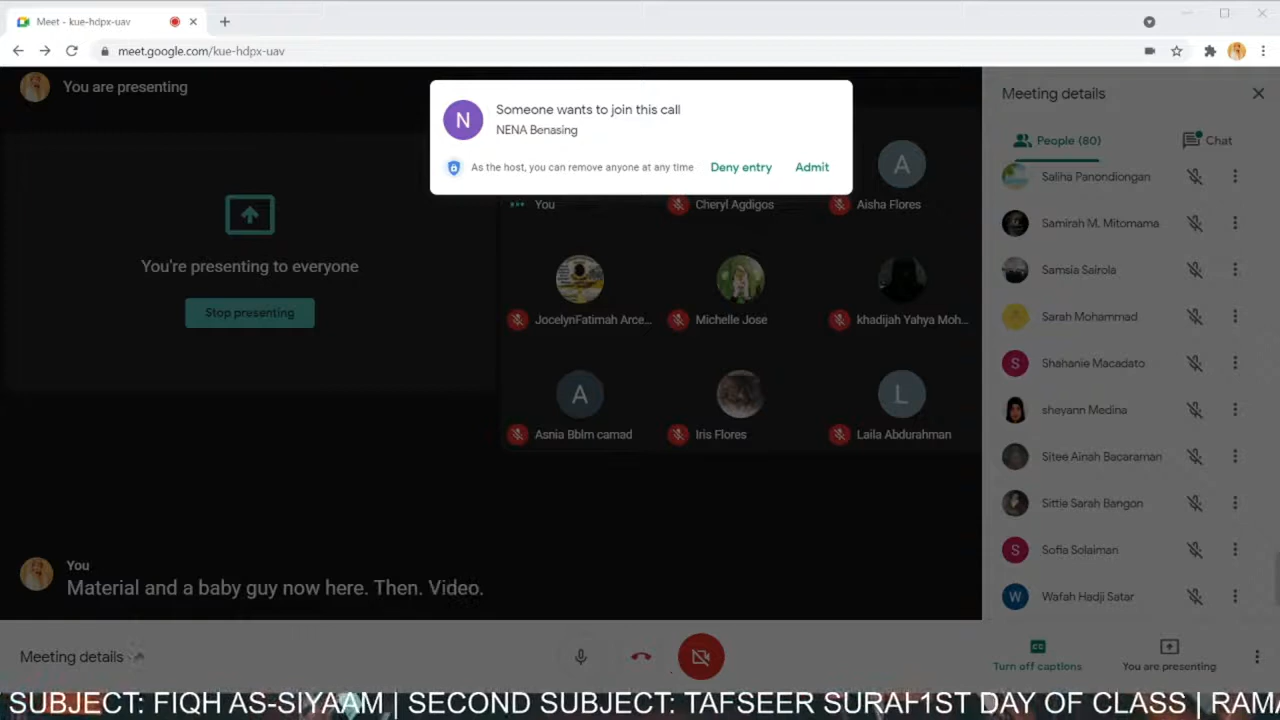 Meet - kue-hdpx-uav
meet.google.com/kue-hdpx-uav
You are presenting
N
Someone wants to join this call
NENA Benasing
As the host, you can remove anyone at any time
Deny entry
Admit
Meeting details
People (80)
Chat
You're presenting to everyone
Stop presenting
You
Cheryl Agdigos
A
Aisha Flores
JocelynFatimah Arce...
Michelle Jose
khadijah Yahya Moh...
A
Asnia Bblm camad
Iris Flores
L
Laila Abdurahman
Saliha Panondiongan
Samirah M. Mitomama
Samsia Sairola
Sarah Mohammad
S
Shahanie Macadato
sheyann Medina
Sitee Ainah Bacaraman
Sittie Sarah Bangon
S
Sofia Solaiman
W
Wafah Hadji Satar
You
Material and a baby guy now here. Then. Video.
Meeting details
CC
Turn off captions
You are presenting
SUBJECT: FIQH AS-SIYAAM | SECOND SUBJECT: TAFSEER SURAF1ST DAY OF CLASS | RAMA